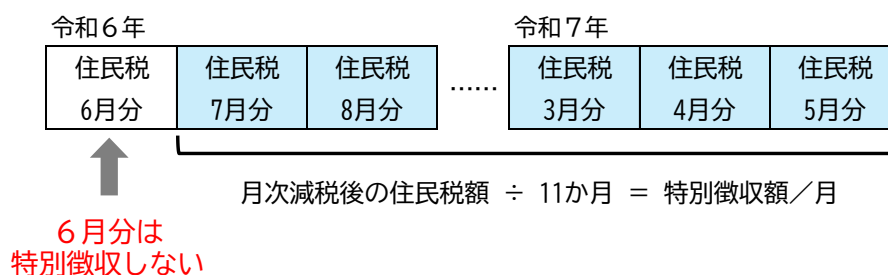 令和６年
令和７年
住民税 住民税 住民税 住民税 住民税 住民税
6月分 7月分 8月分 …… 3月分 4月分 5月分
月次減税後の住民税額 ÷ 11か月 ＝ 特別徴収額／月
６月分は
特別徴収しない